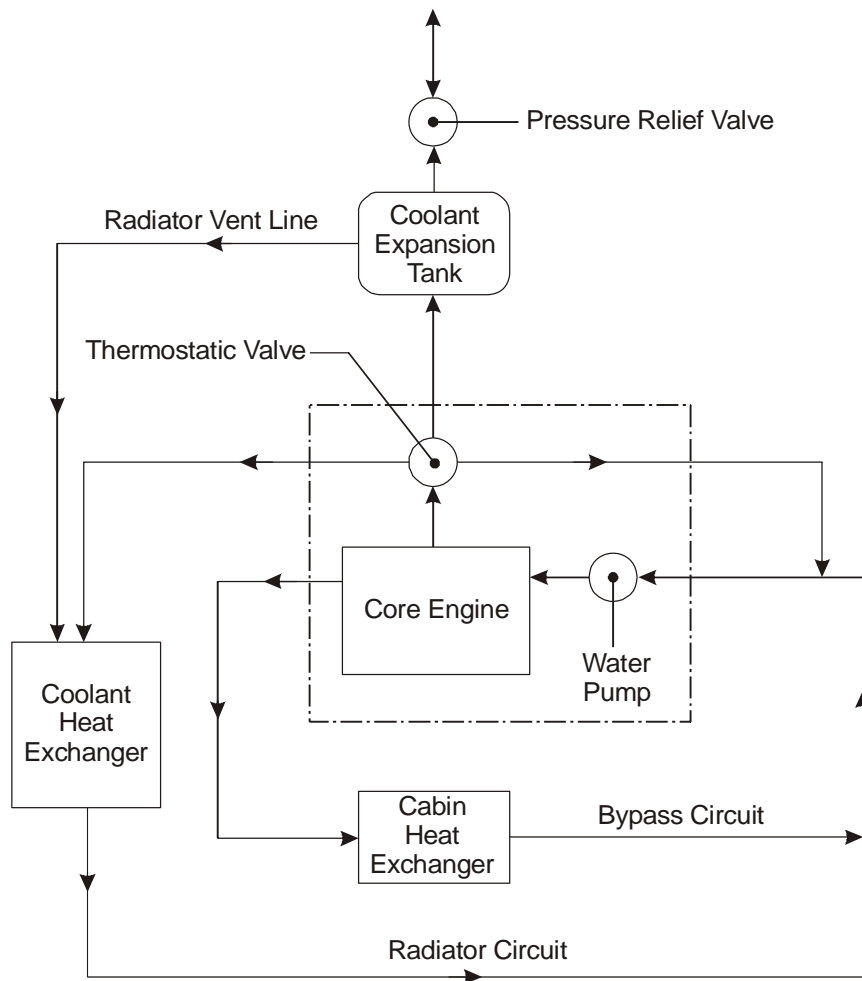 Pressure Relief Valve
Radiator Vent Line
Coolant
Expansion
Tank
Thermostatic Valve
Core Engine
Water
Pump
Coolant
Heat
Exchanger
Cabin
Heat
Exchanger
Bypass Circuit
Radiator Circuit